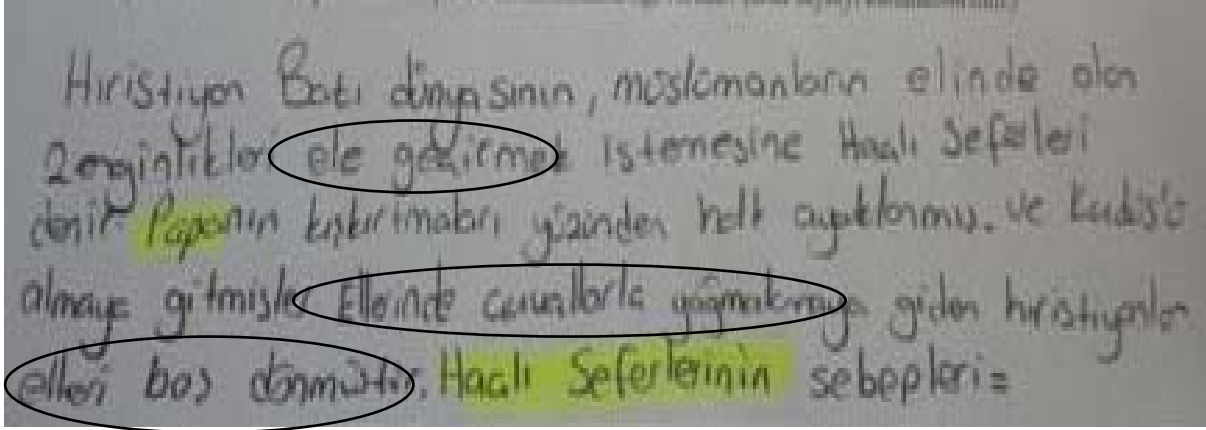 Hıristiyan Batı dünyasının, müslümanların elinde olan
Zenginlikleri ele geçirmek istemesine Haçlı Seferleri
denir Papanın kışkırtmaları yüzünden halk ayaklanmış. ve Kudüs'ü
almaya gitmişler Ellerinde çuvallarla yağmalamaya giden hıristiyanlar
elleri boş dönmüştür. Haçlı Seferlerinin sebepleri=